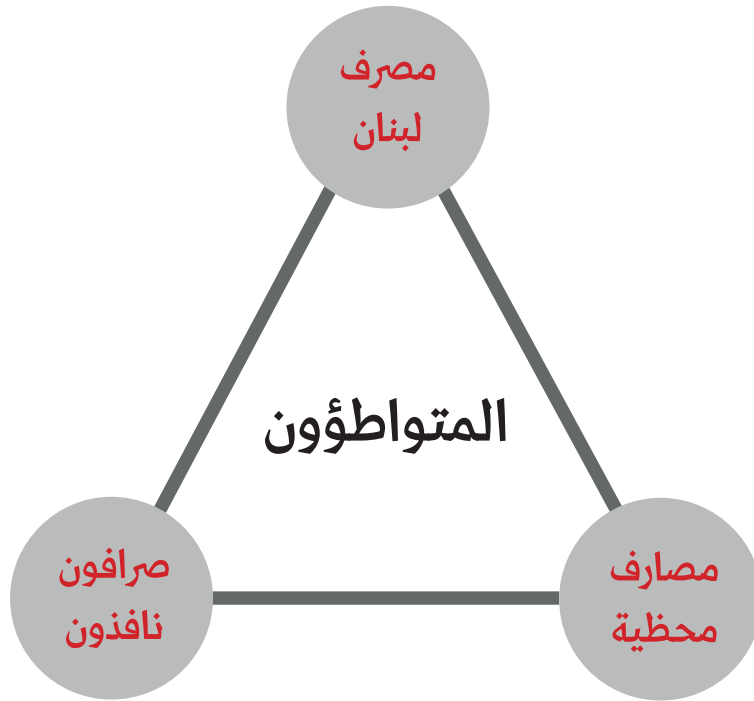 مصرف
لبنان
المتواطؤون
مصارف
محظية
صرافون
نافذون